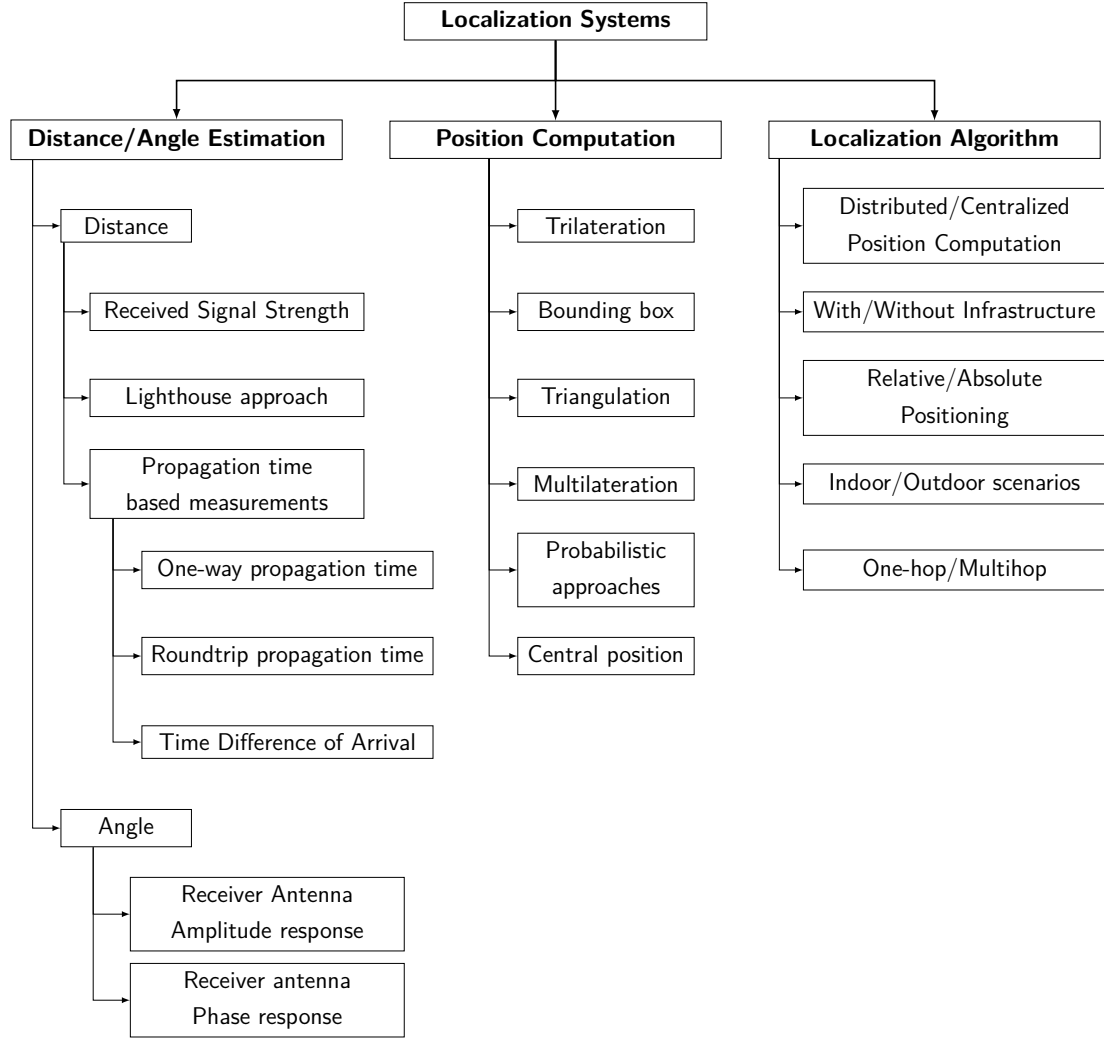 Localization Systems
Distance/Angle Estimation
Distance
Received Signal Strength
Lighthouse approach
Propagation time
based measurements
One-way propagation time
Roundtrip propagation time
Time Difference of Arrival
Angle
Receiver Antenna
Amplitude response
Receiver antenna
Phase response
Position Computation
Trilateration
Bounding box
Triangulation
Multilateration
Probabilistic
approaches
Central position
Localization Algorithm
Distributed/Centralized
Position Computation
With/Without Infrastructure
Relative/Absolute
Positioning
Indoor/Outdoor scenarios
One-hop/Multihop